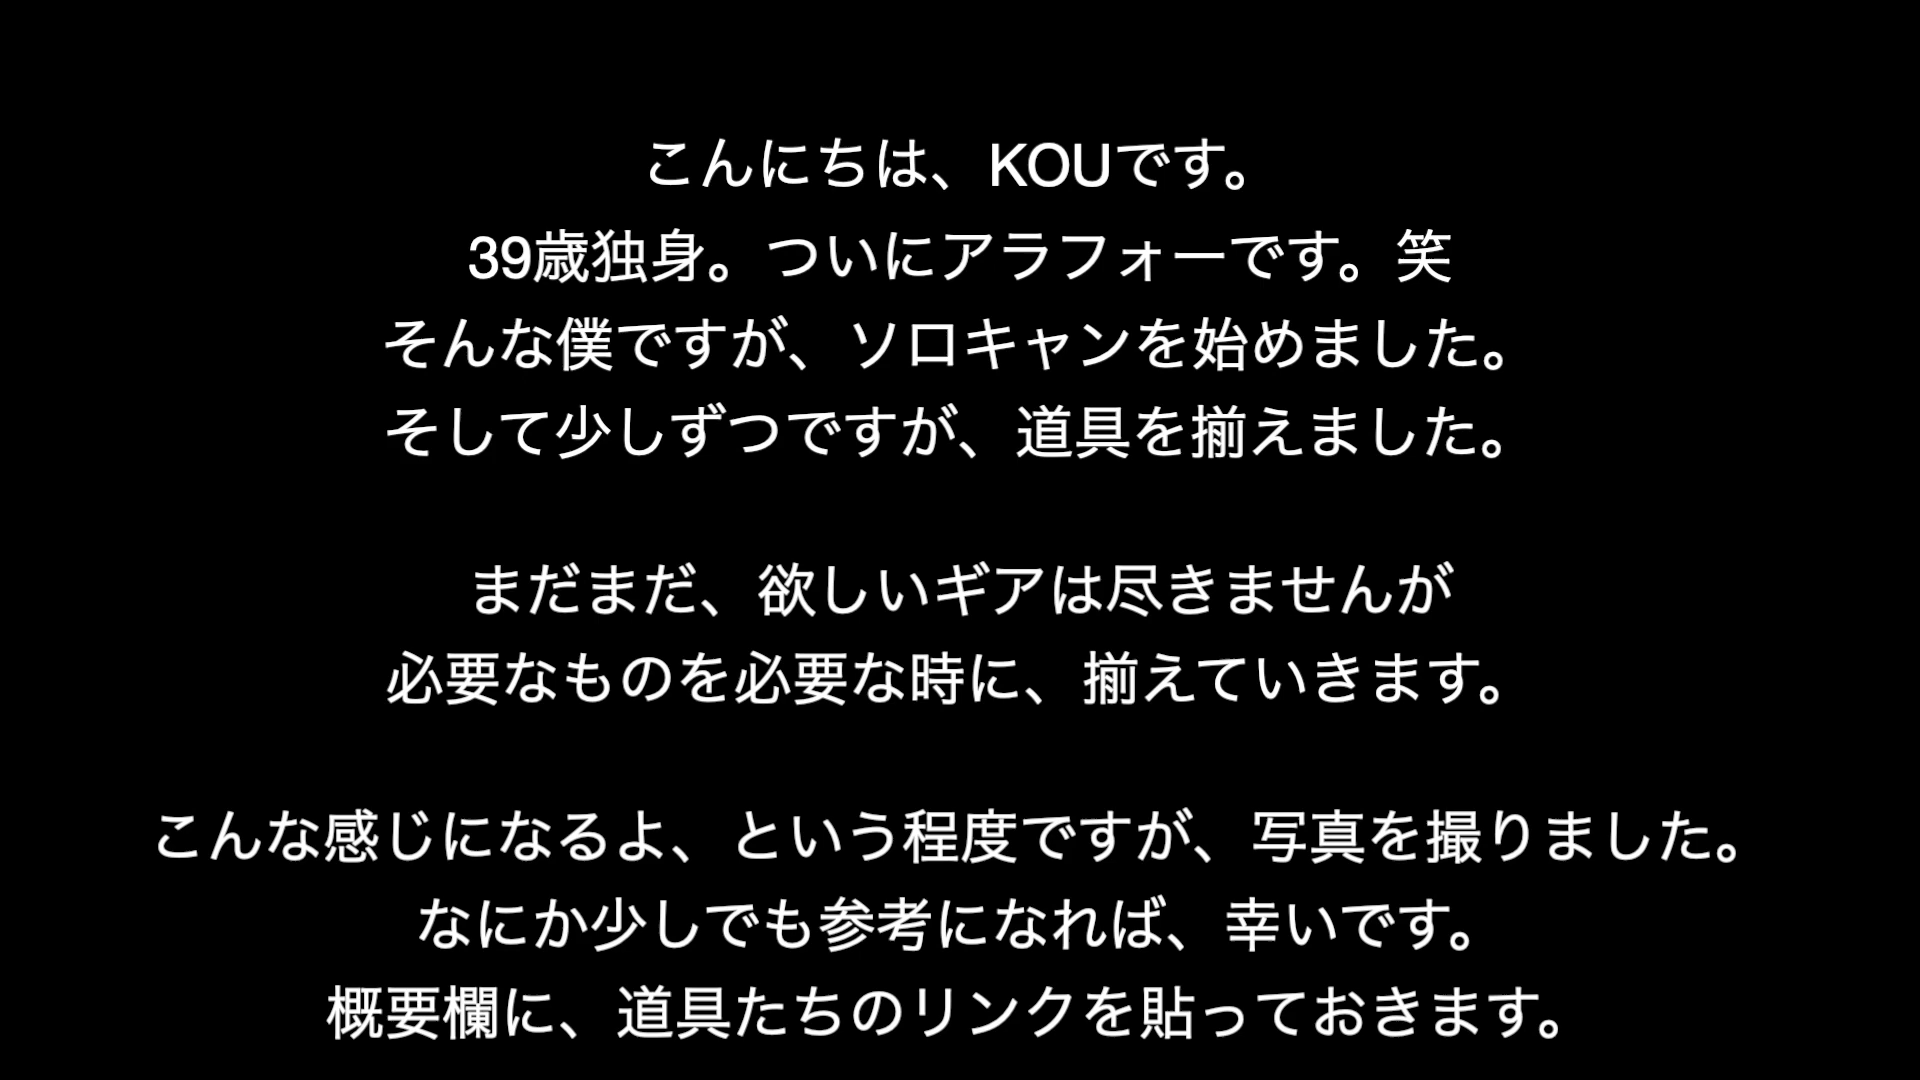 こんにちは、KOUです。
39歳独身。ついにアラフォーです。笑
そんな僕ですが、ソロキャンを始めました。
そして少しずつですが、道具を揃えました。
まだまだ、欲しいギアは尽きませんが
必要なものを必要な時に、揃えていきます。
こんな感じになるよ、という程度ですが、写真を撮りました。
なにか少しでも参考になれば、幸いです。
概要欄に、道具たちのリンクを貼っておきます。